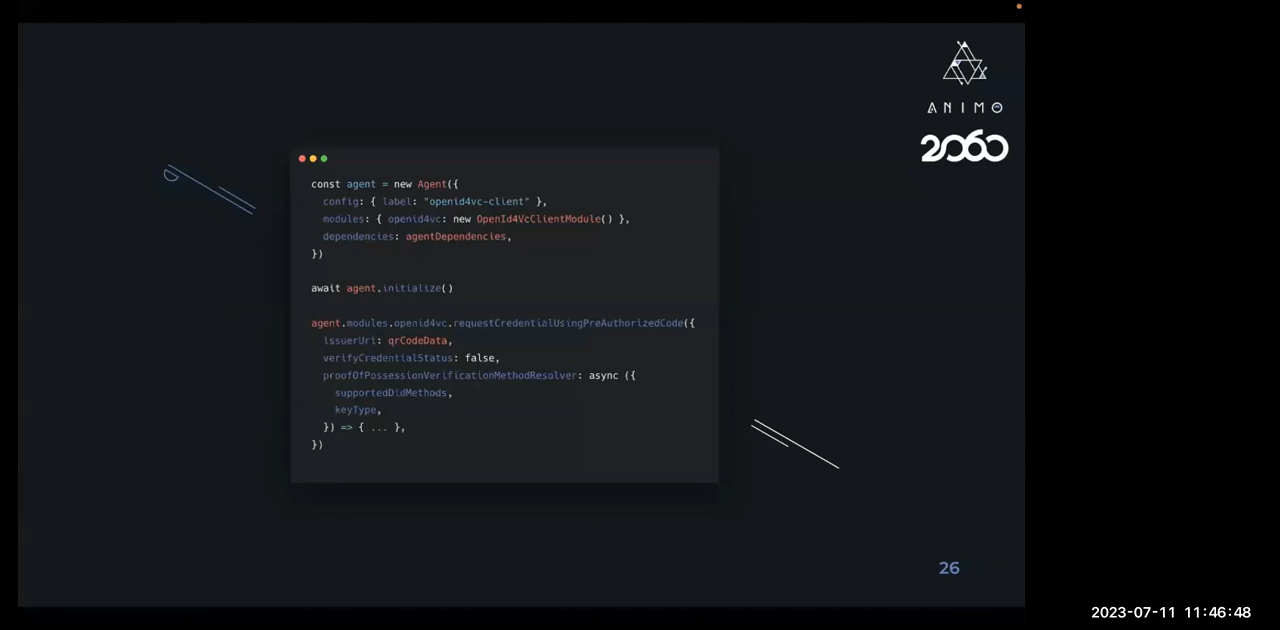 ANIMO
2060
const agent = new Agent({
  config: { label: "openid4vc-client" },
  modules: { openid4vc: new OpenId4VcClientModule() },
  dependencies: agentDependencies,
})

await agent.initialize()

agent.modules.openid4vc.requestCredentialUsingPreAuthorizedCode({
  issuerUri: qrCodeData,
  verifyCredentialStatus: false,
  proofOfPossessionVerificationMethodResolver: async ({
    supportedDidMethods,
    keyType,
  }) => { ... },
})
26
2023-07-11 11:46:48